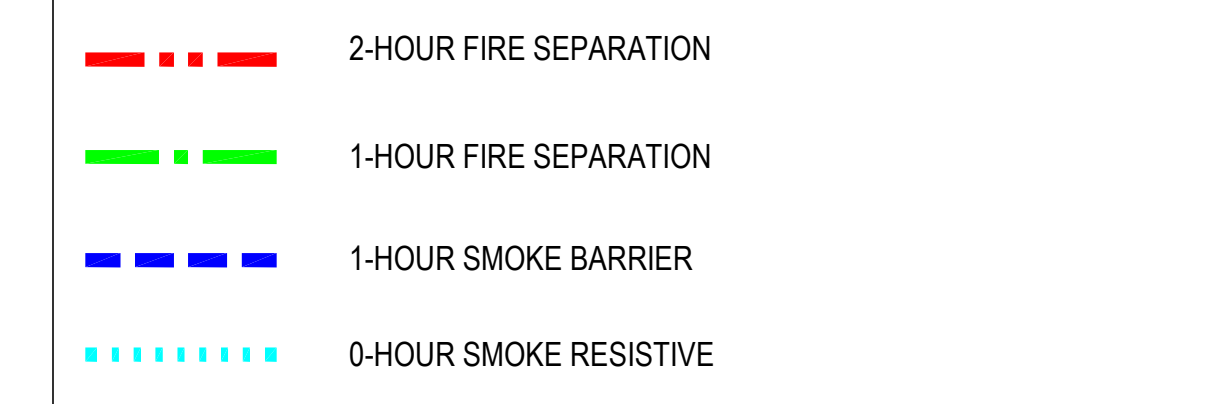 2-HOUR FIRE SEPARATION
1-HOUR FIRE SEPARATION
1-HOUR SMOKE BARRIER
0-HOUR SMOKE RESISTIVE